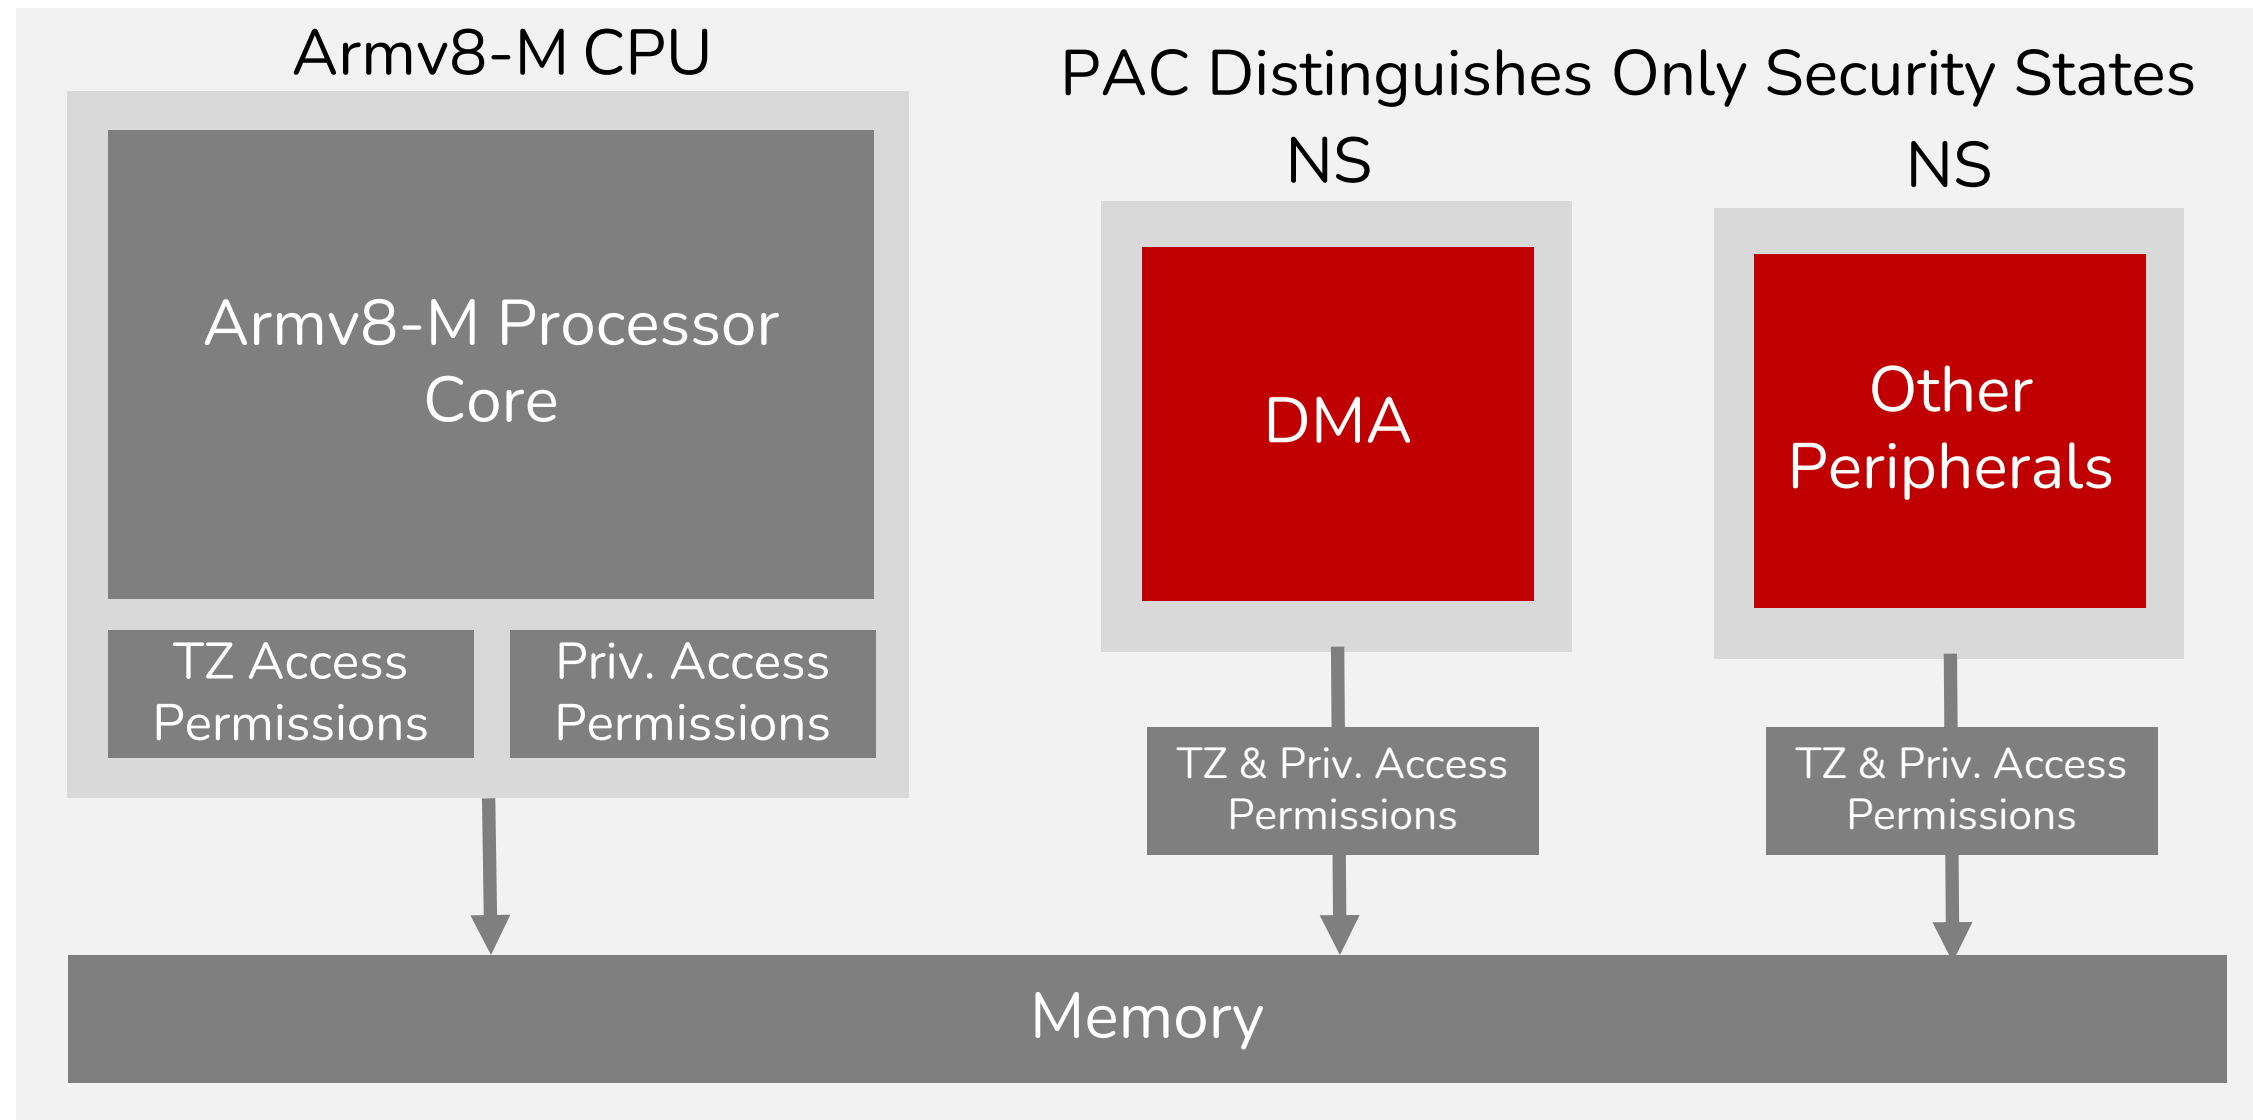 Armv8-M CPU
PAC Distinguishes Only Security States
NS
NS
Armv8-M Processor
Core
DMA
Other
Peripherals
TZ Access
Permissions
Priv. Access
Permissions
TZ & Priv. Access
Permissions
TZ & Priv. Access
Permissions
Memory